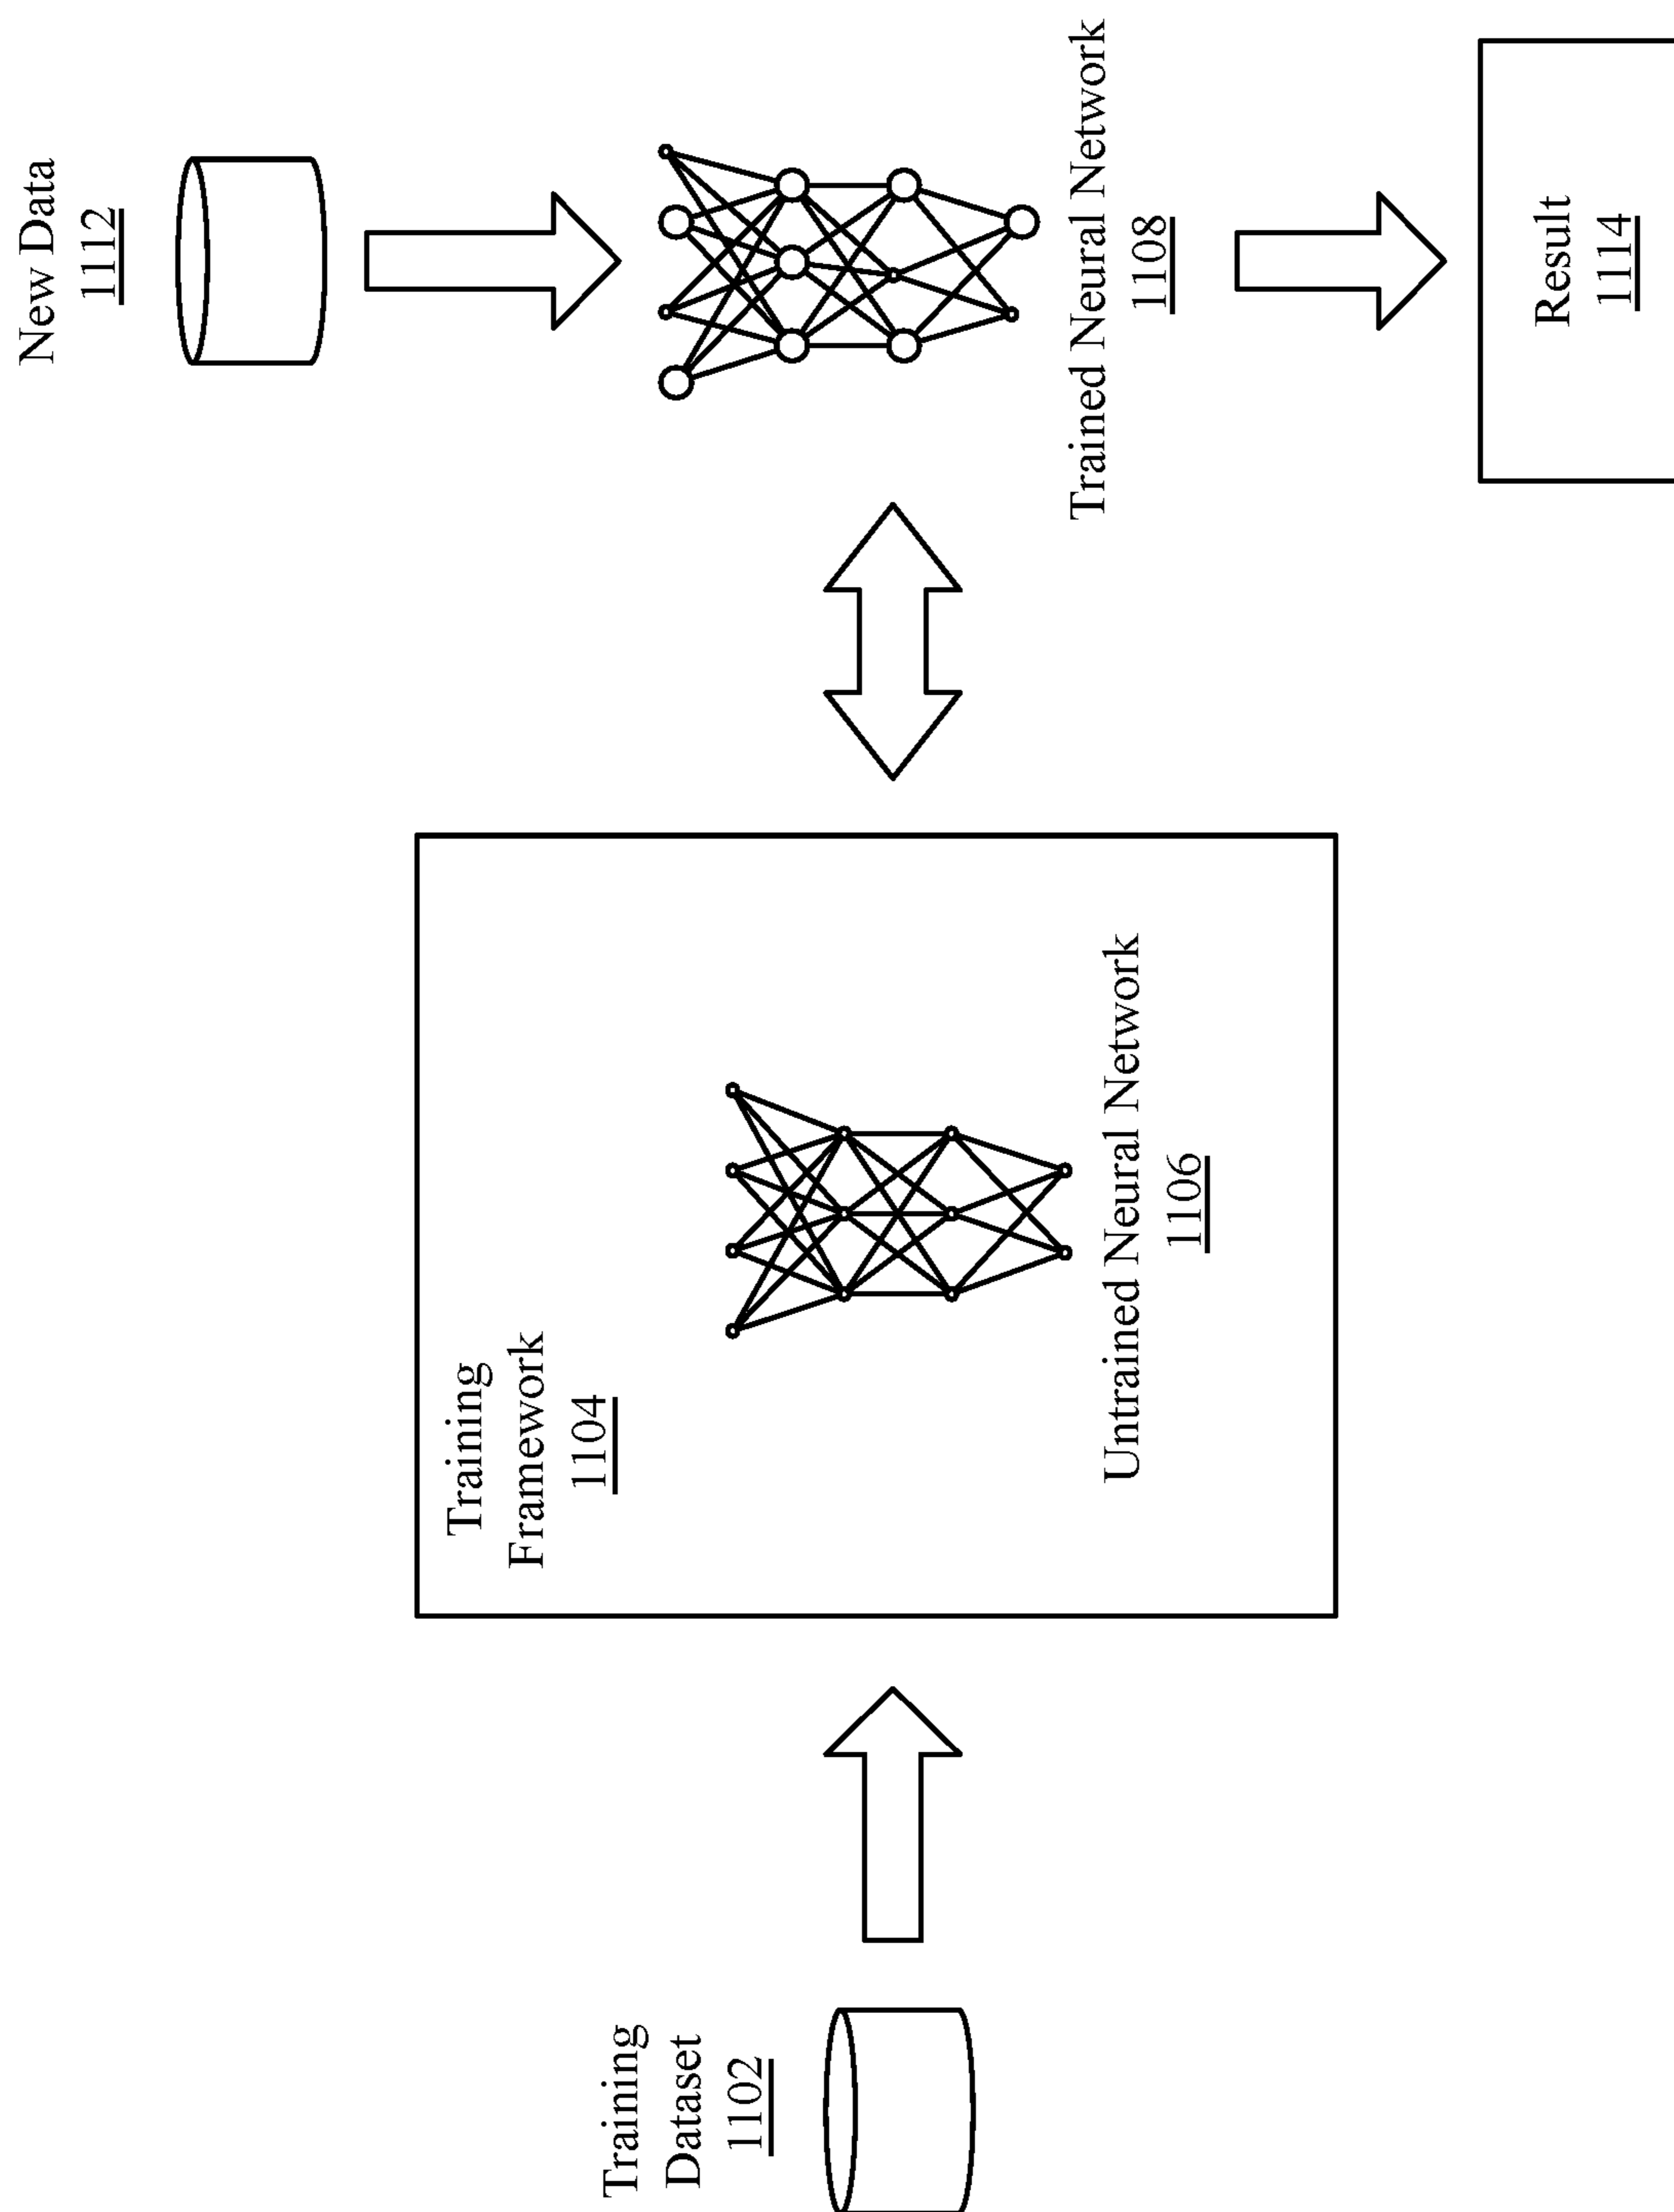 Training
Dataset
1102
Training
Framework
1104
Untrained Neural Network
1106
New Data
1112
Trained Neural Network
1108
Result
1114